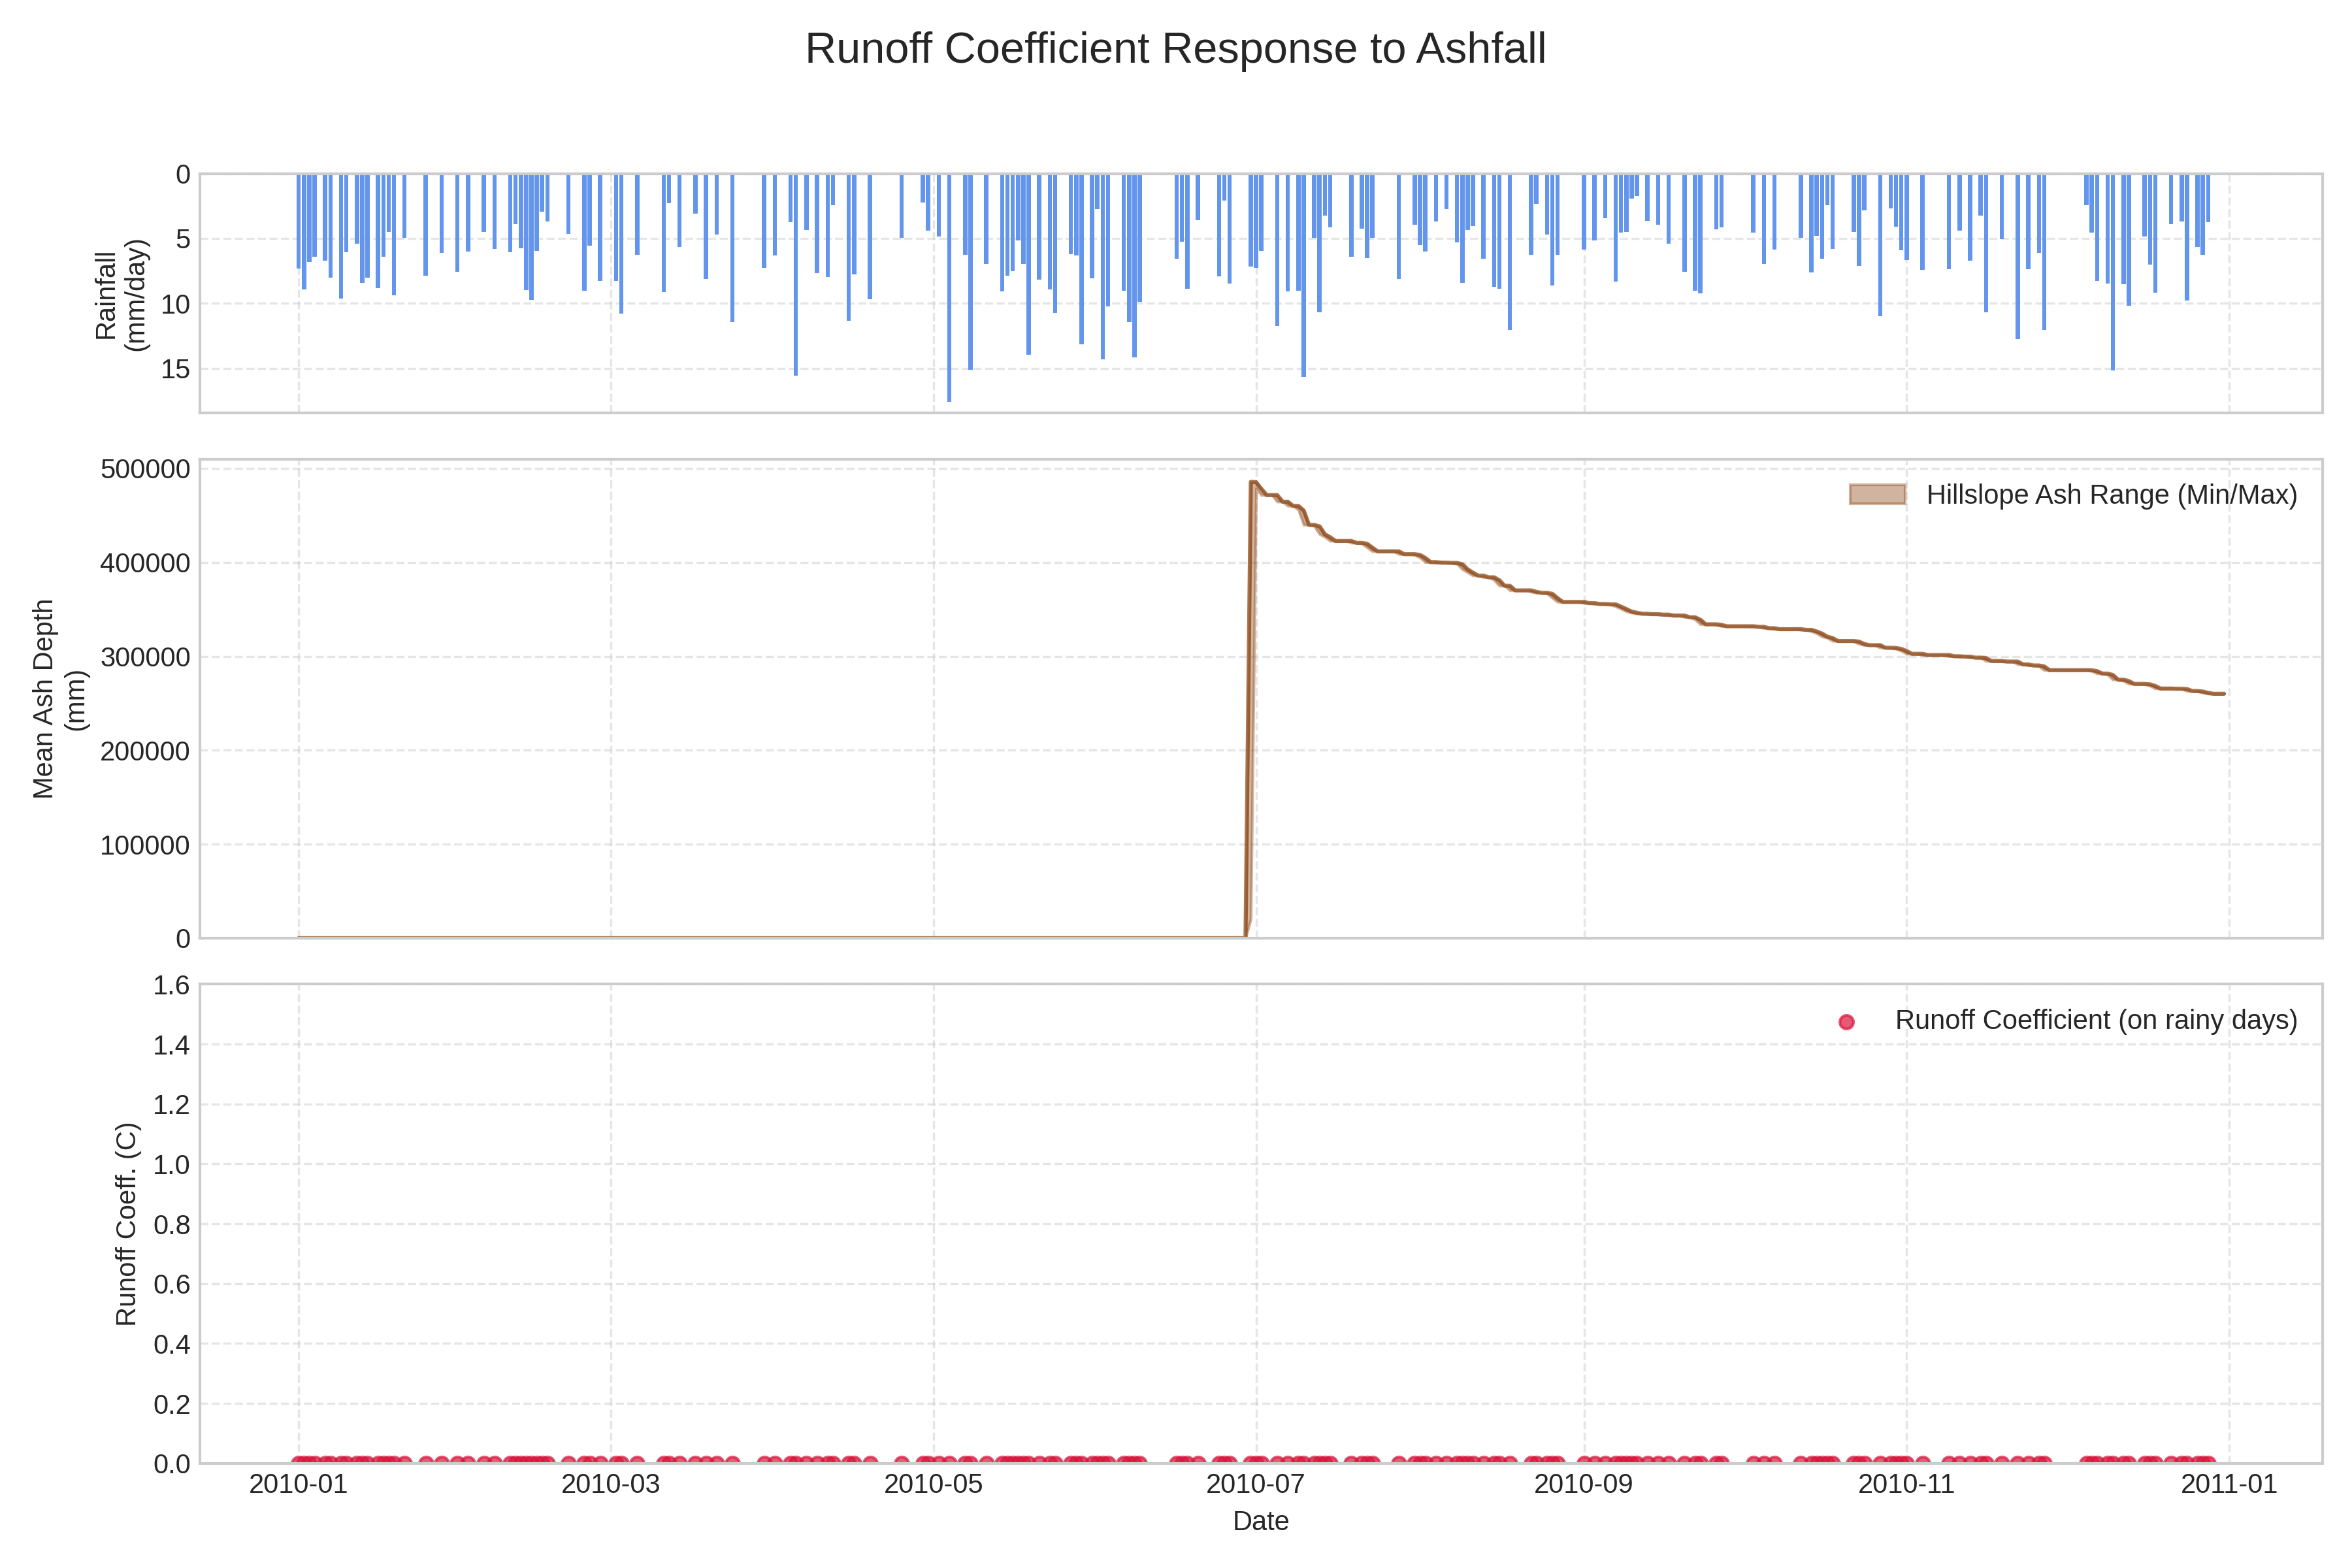 Runoff Coefficient Response to Ashfall
0
5
10
15
Rainfall
(mm/day)
500000
400000
300000
200000
100000
0
Mean Ash Depth
(mm)
Hillslope Ash Range (Min/Max)
1.6
1.4
1.2
1.0
0.8
0.6
0.4
0.2
0.0
Runoff Coeff. (C)
Runoff Coefficient (on rainy days)
2010-01
2010-03
2010-05
2010-07
2010-09
2010-11
2011-01
Date